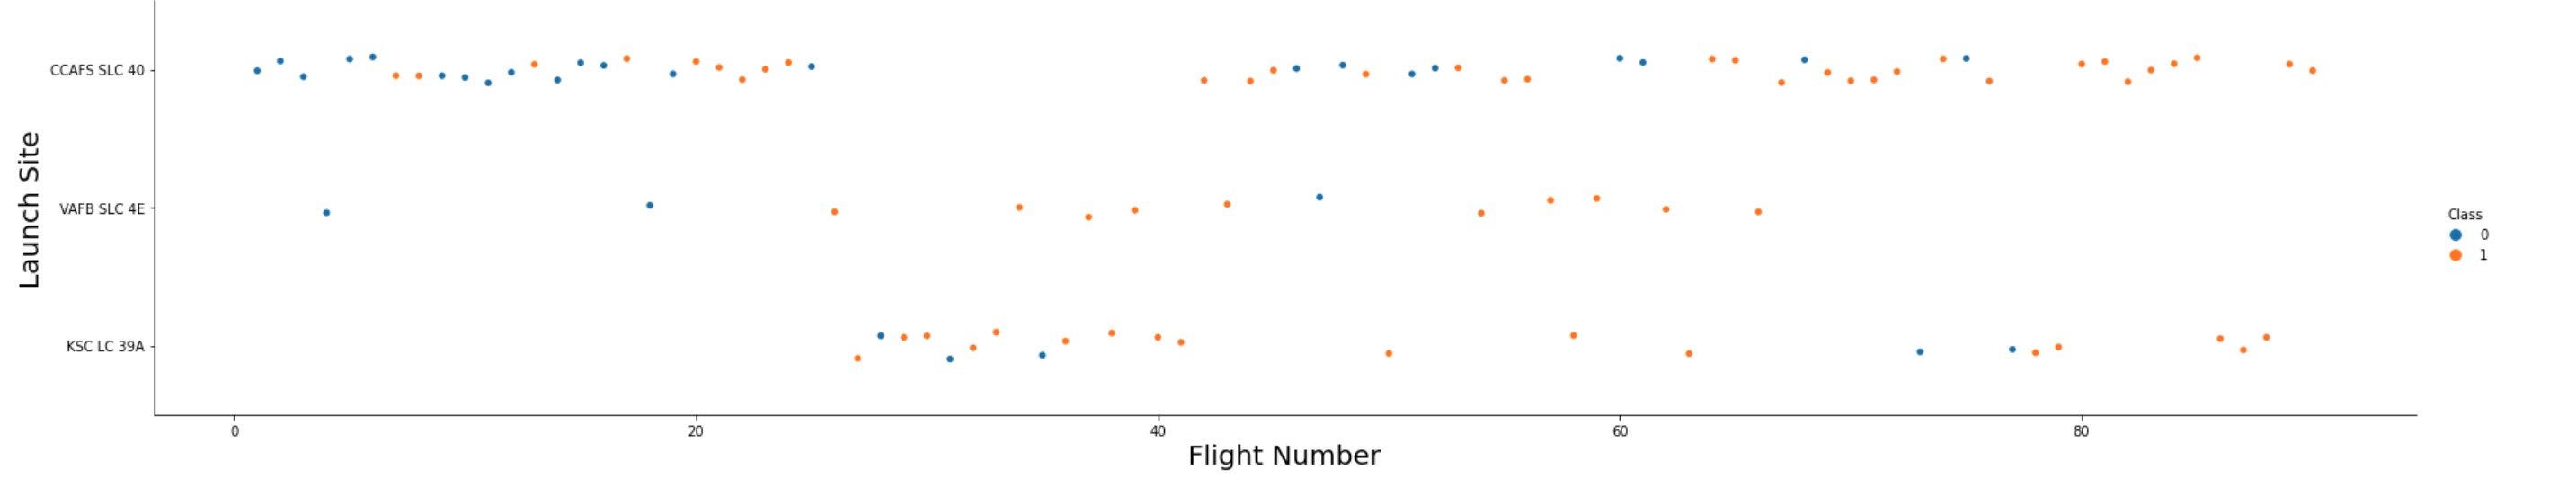 Launch Site
CCAFS SLC 40
VAFB SLC 4E
KSC LC 39A
0 20 40 60 80
Flight Number
Class
0
1